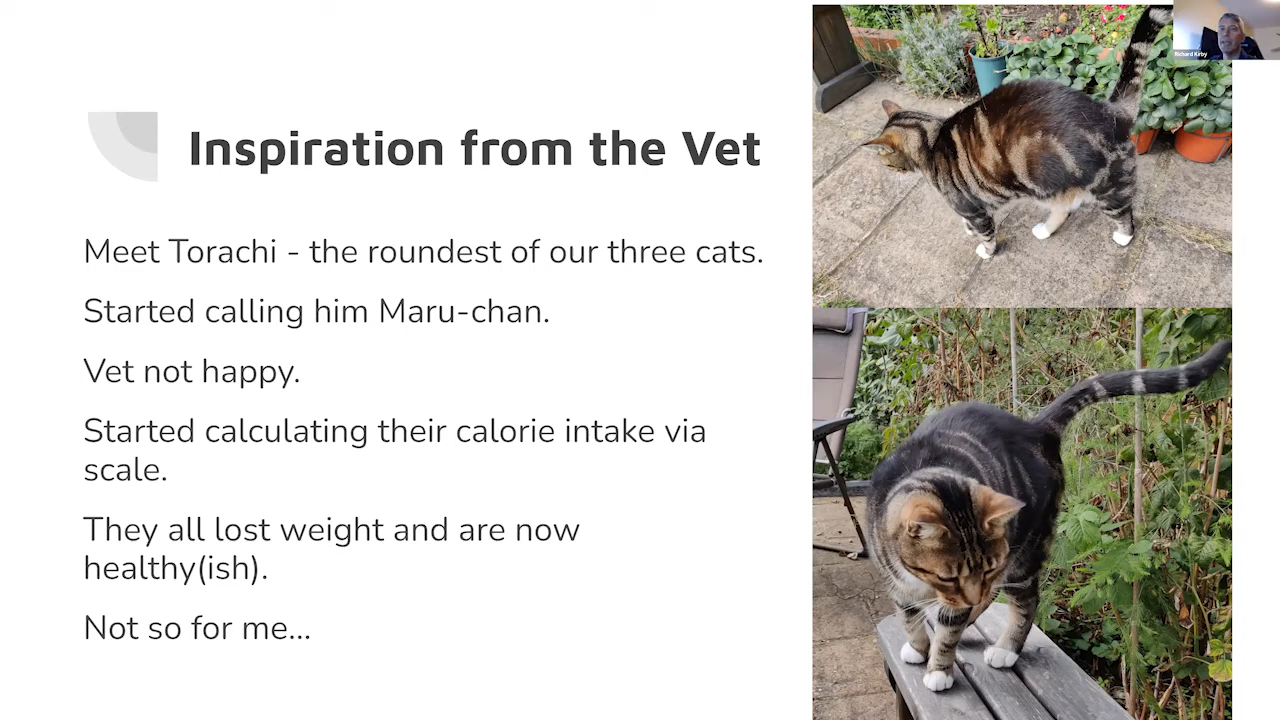 Inspiration from the Vet
Meet Torachi - the roundest of our three cats.
Started calling him Maru-chan.
Vet not happy.
Started calculating their calorie intake via
scale.
They all lost weight and are now
healthy(ish).
Not so for me...
Richard Kirby